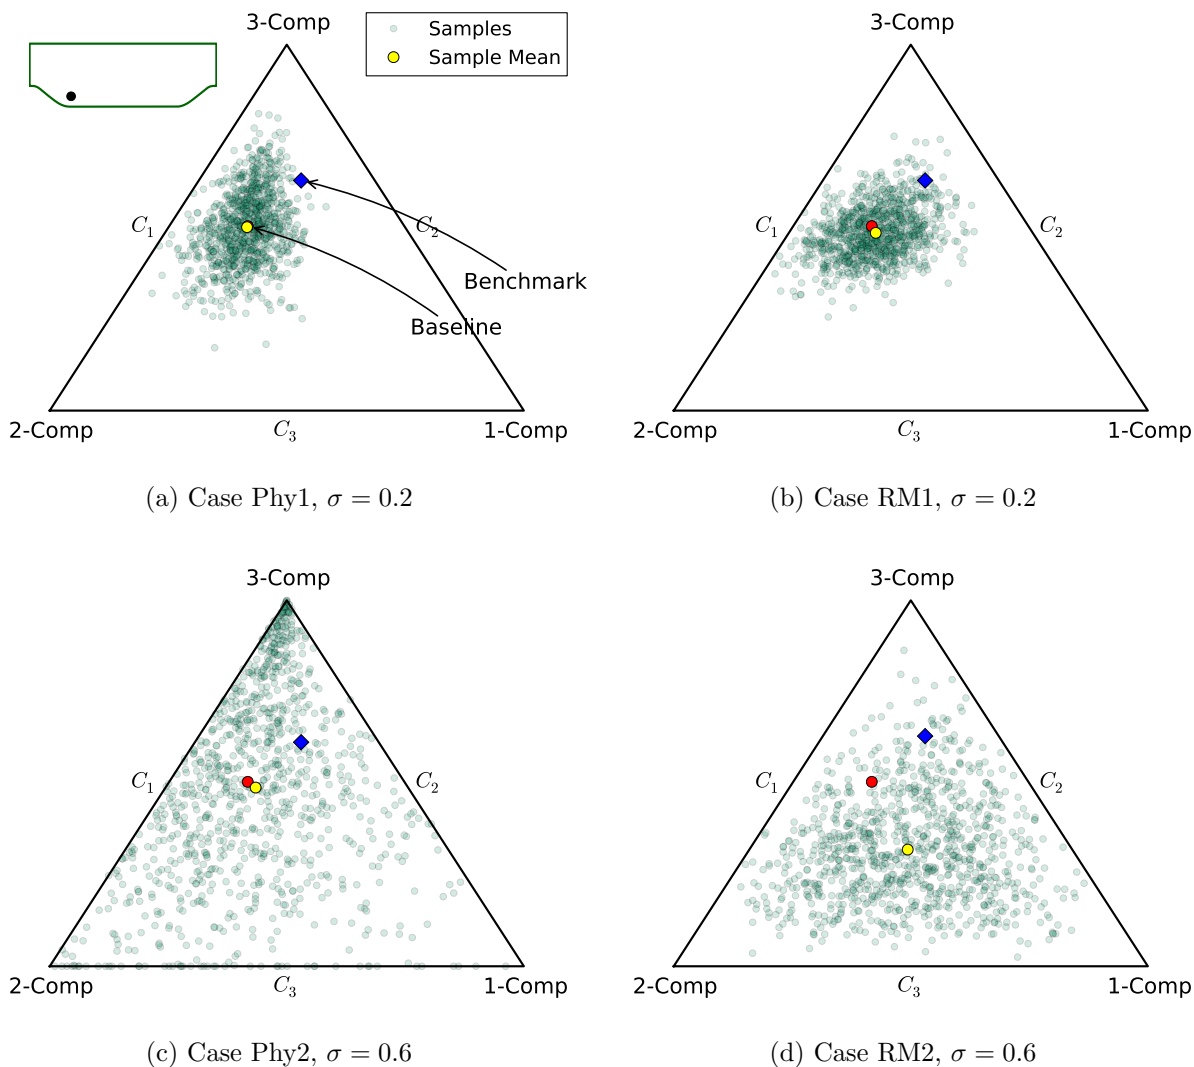 3-Comp
Samples
Sample Mean
C₁
C₂
Benchmark
Baseline
2-Comp
C₃
1-Comp
(a) Case Phy1, σ = 0.2
3-Comp
C₁
C₂
2-Comp
C₃
1-Comp
(b) Case RM1, σ = 0.2
3-Comp
C₁
C₂
2-Comp
C₃
1-Comp
(c) Case Phy2, σ = 0.6
3-Comp
C₁
C₂
2-Comp
C₃
1-Comp
(d) Case RM2, σ = 0.6